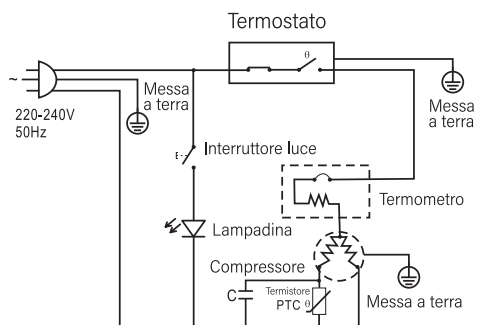 Termostato
θ
~
220-240V
50Hz
Messa
a terra
Messa
a terra
Interruttore luce
Termometro
Lampadina
Compressore
C
Termistore
PTC θ
Messa a terra